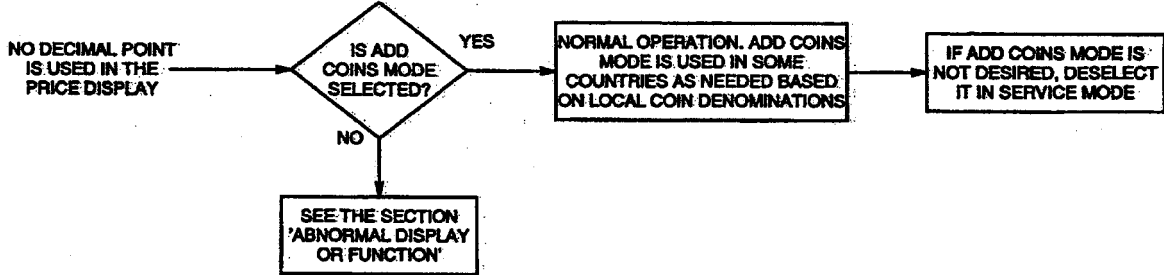 NO DECIMAL POINT
IS USED IN THE
PRICE DISPLAY
IS ADD
COINS MODE
SELECTED?
YES
NORMAL OPERATION. ADD COINS
MODE IS USED IN SOME
COUNTRIES AS NEEDED BASED
ON LOCAL COIN DENOMINATIONS
IF ADD COINS MODE IS
NOT DESIRED, DESELECT
IT IN SERVICE MODE
NO
SEE THE SECTION
'ABNORMAL DISPLAY
OR FUNCTION'